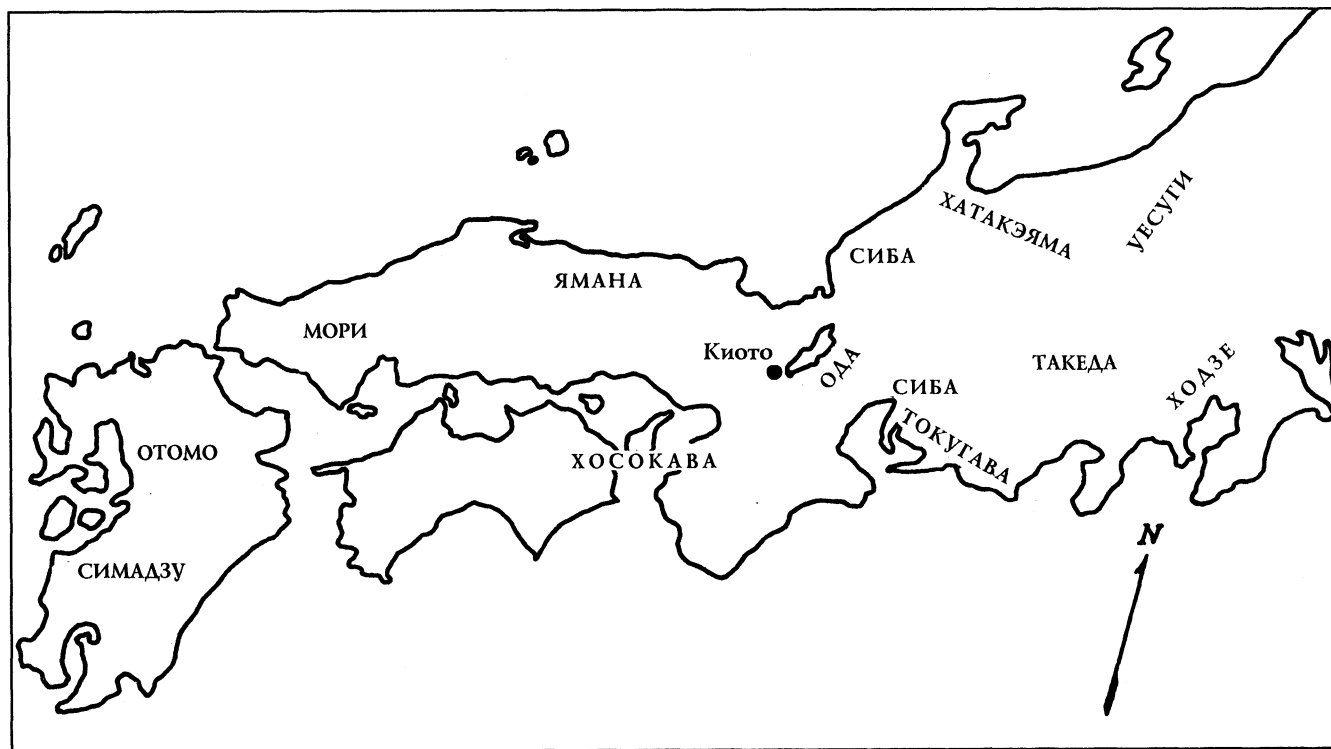 УЕСУГИ
ХАТАКЭЯМА
СИБА
ЯМАНА
МОРИ
Киото
ОДА
ТАКЕДА
ХОДЗЕ
СИБА
ТОКУГАВА
ОТОМО
ХОСОКАВА
N
СИМАДЗУ